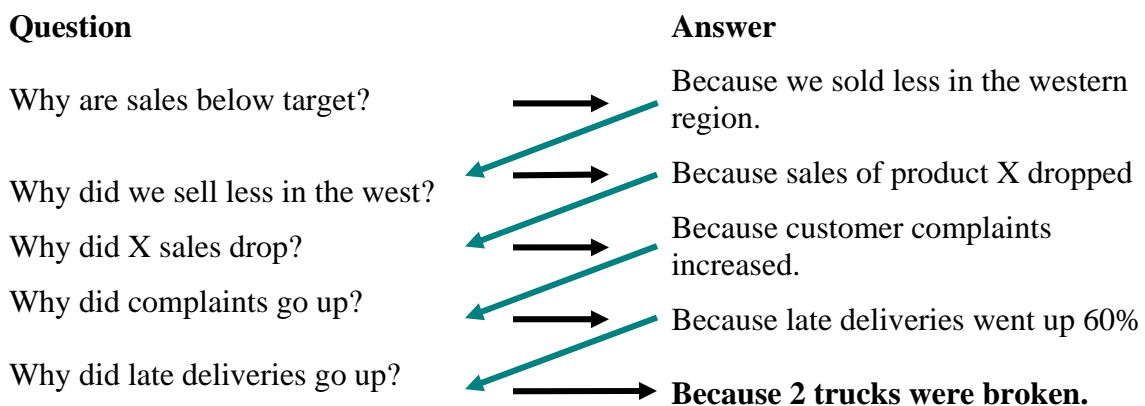 Question
Answer
Why are sales below target?
Because we sold less in the western
region.
Why did we sell less in the west?
Because sales of product X dropped
Why did X sales drop?
Because customer complaints
increased.
Why did complaints go up?
Because late deliveries went up 60%
Why did late deliveries go up?
Because 2 trucks were broken.